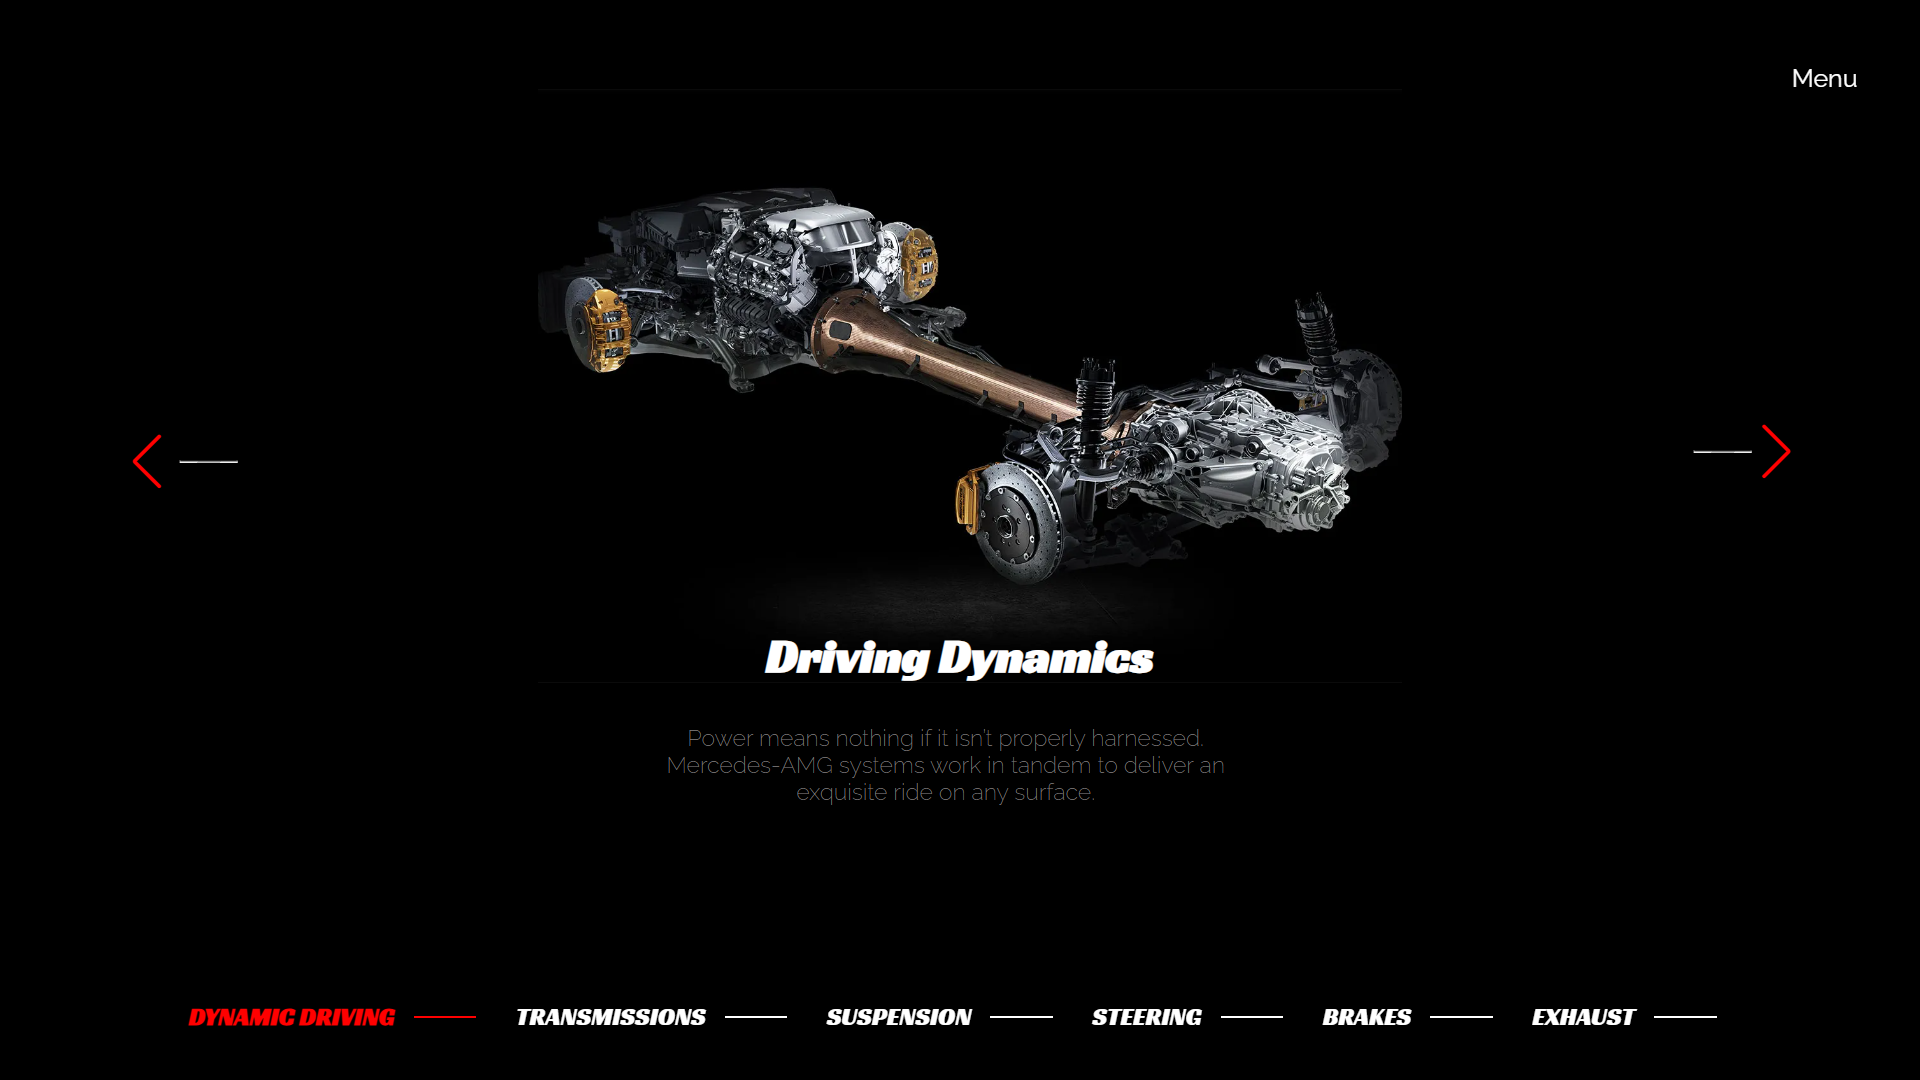 Menu
Driving Dynamics
Power means nothing if it isn't properly harnessed.
Mercedes-AMG systems work in tandem to deliver an
exquisite ride on any surface.
DYNAMIC DRIVING
TRANSMISSIONS
SUSPENSION
STEERING
BRAKES
EXHAUST